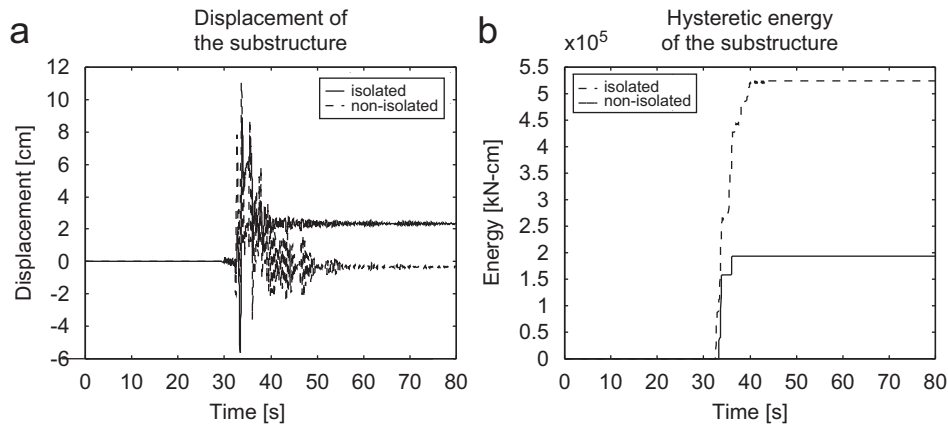 a
Displacement of
the substructure
12
10
8
6
4
2
0
-2
-4
-6
Displacement [cm]
isolated
non-isolated
0
10
20
30
40
50
60
70
80
Time [s]
b
Hysteretic energy
of the substructure
x10⁵
5.5
5
4.5
4
3.5
3
2.5
2
1.5
1
0.5
0
Energy [kN-cm]
isolated
non-isolated
0
10
20
30
40
50
60
70
80
Time [s]